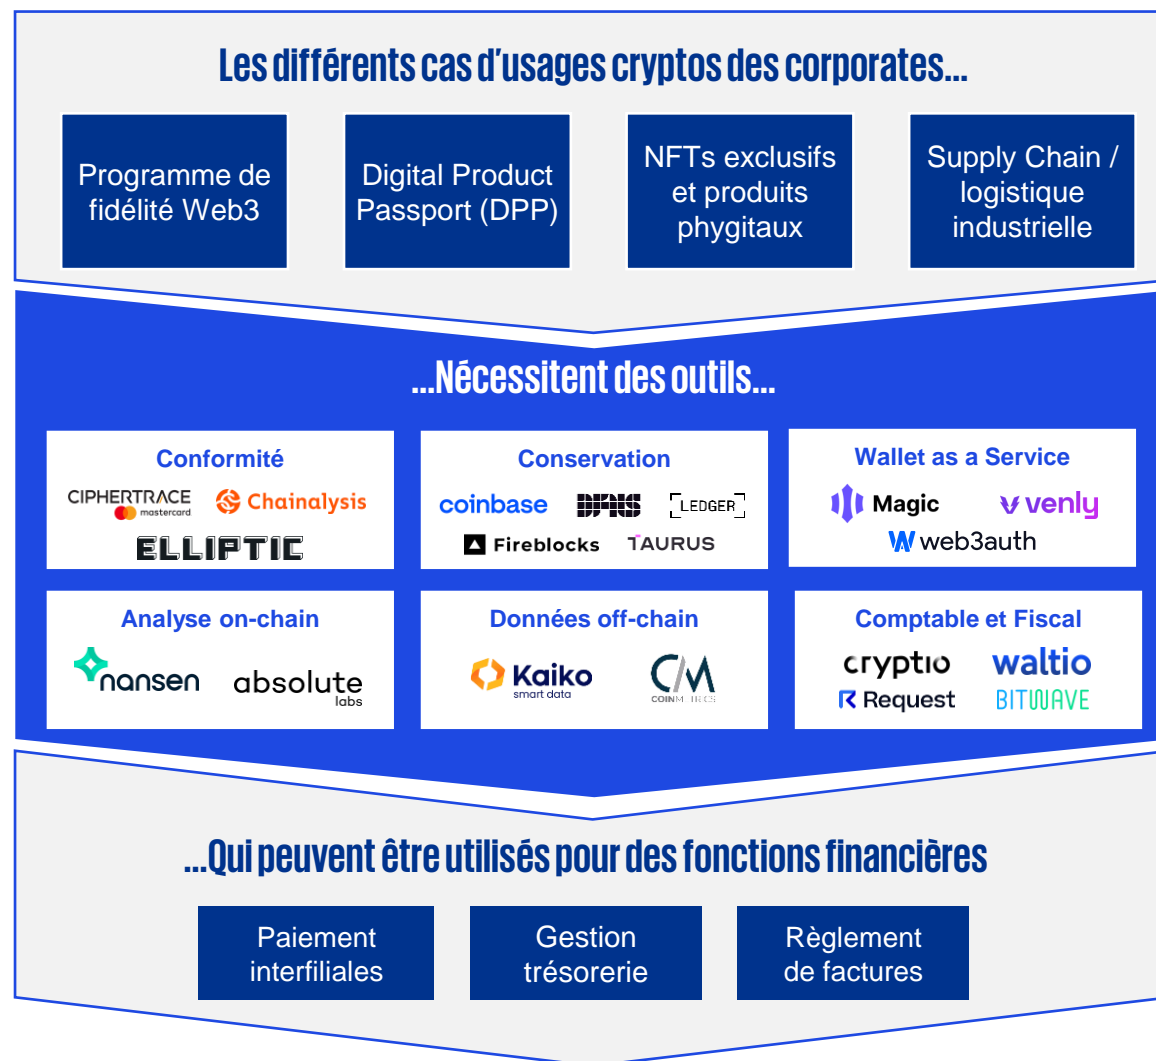 Les différents cas d'usages cryptos des corporates...
Programme de
fidélité Web3
Digital Product
Passport (DPP)
NFTs exclusifs
et produits
phygitaux
Supply Chain /
logistique
industrielle
...Nécessitent des outils...
Conformité
CIPHERTRACE
mastercard
Chainalysis
ELLIPTIC
Conservation
coinbase
DFNS
LEDGER
Fireblocks
TAURUS
Wallet as a Service
Magic
venly
web3auth
Analyse on-chain
nansen
absolute
labs
Données off-chain
Kaiko
smart data
CM
COINMETRICS
Comptable et Fiscal
cryptio
waltio
Request
BITWAVE
...Qui peuvent être utilisés pour des fonctions financières
Paiement
interfiliales
Gestion
trésorerie
Règlement
de factures